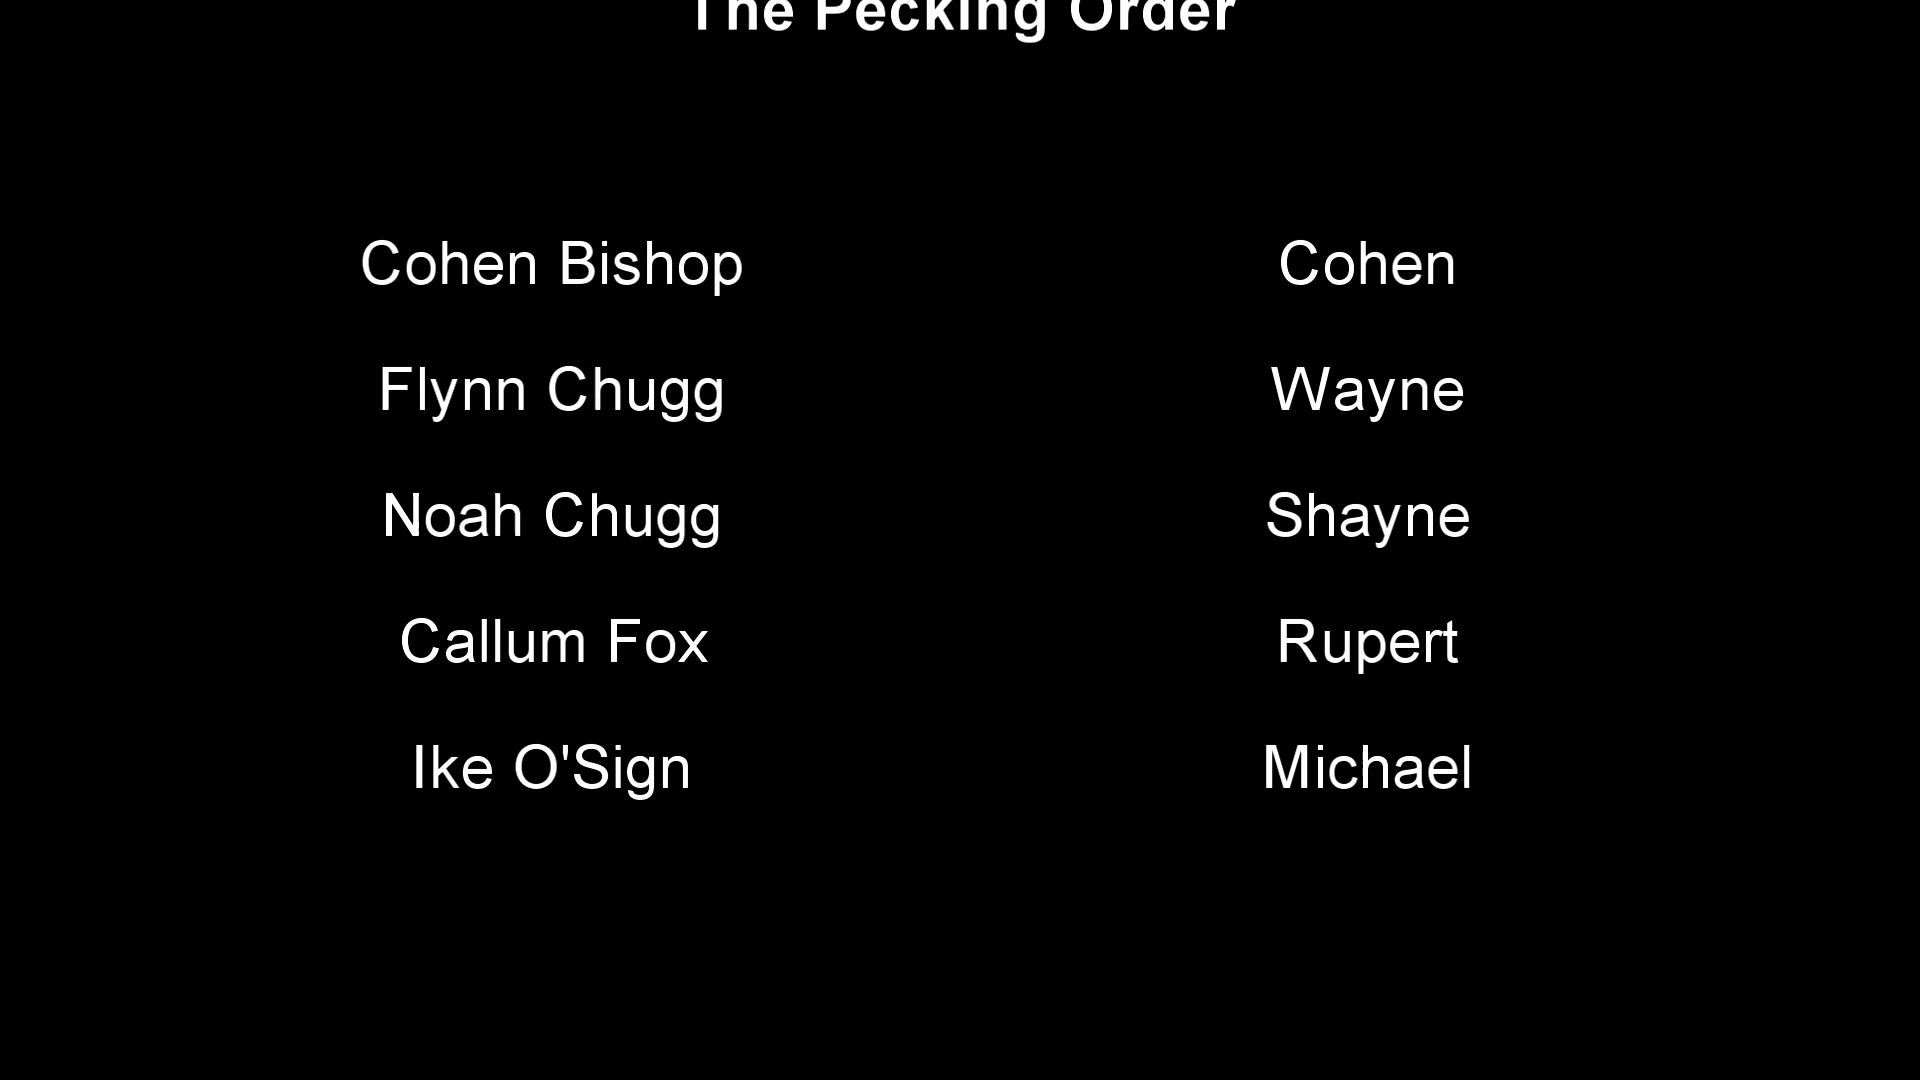 The Pecking Order
Cohen Bishop Cohen
Flynn Chugg Wayne
Noah Chugg Shayne
Callum Fox Rupert
Ike O'Sign Michael